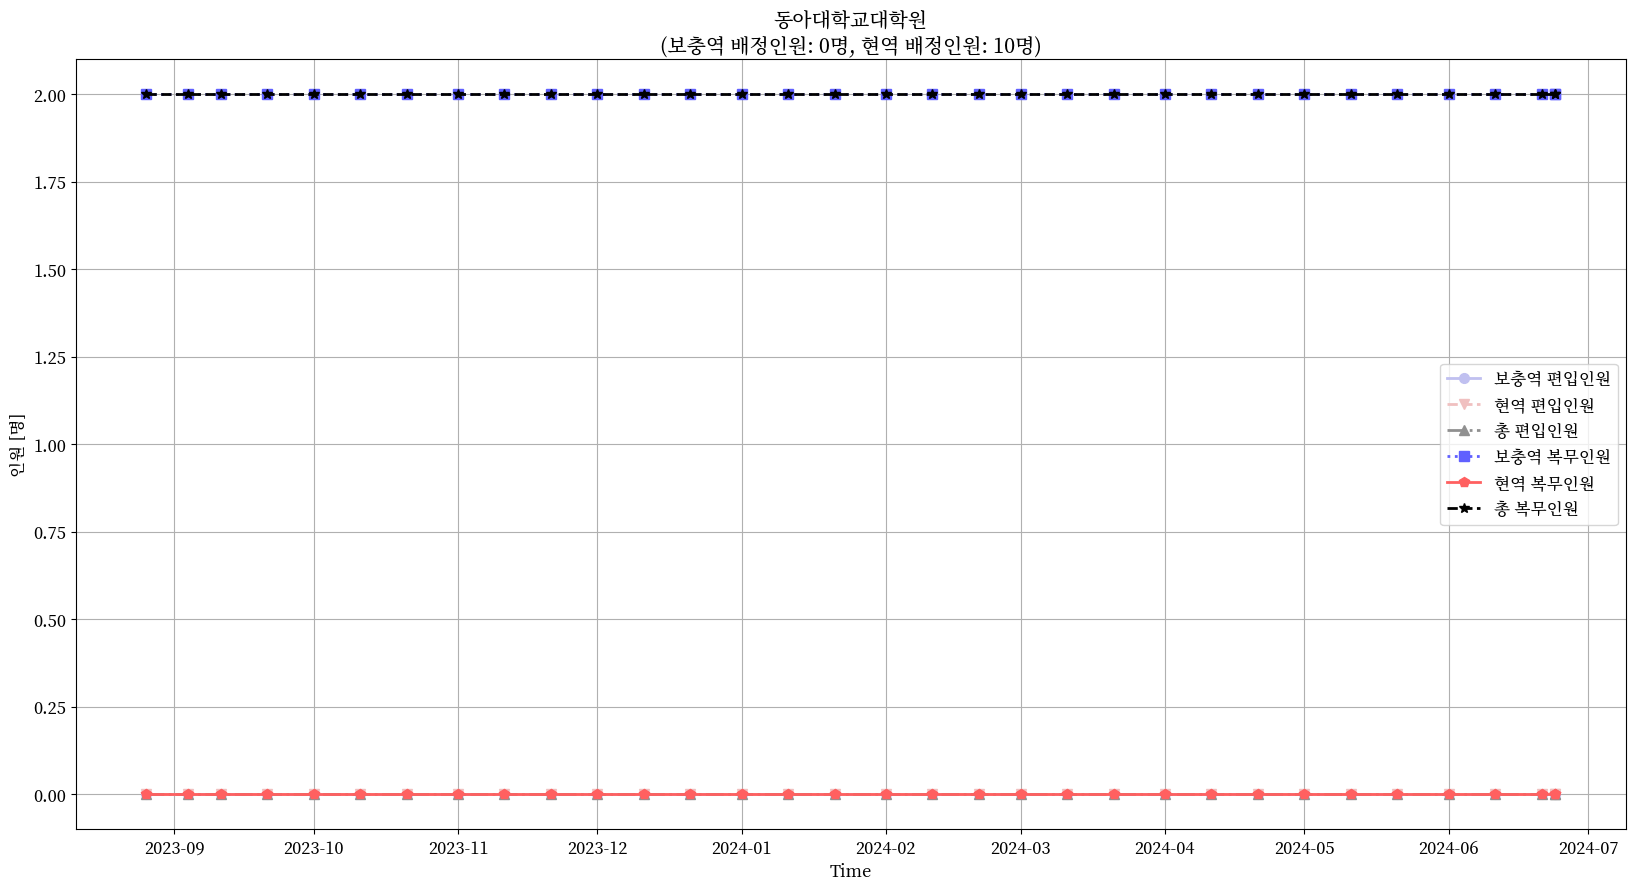 동아대학교대학원
(보충역 배정인원: 0명, 현역 배정인원: 10명)
2.00
1.75
1.50
1.25
1.00
0.75
0.50
0.25
0.00
인원 [명]
보충역 편입인원
현역 편입인원
총 편입인원
보충역 복무인원
현역 복무인원
총 복무인원
2023-09 2023-10 2023-11 2023-12 2024-01 2024-02 2024-03 2024-04 2024-05 2024-06 2024-07
Time